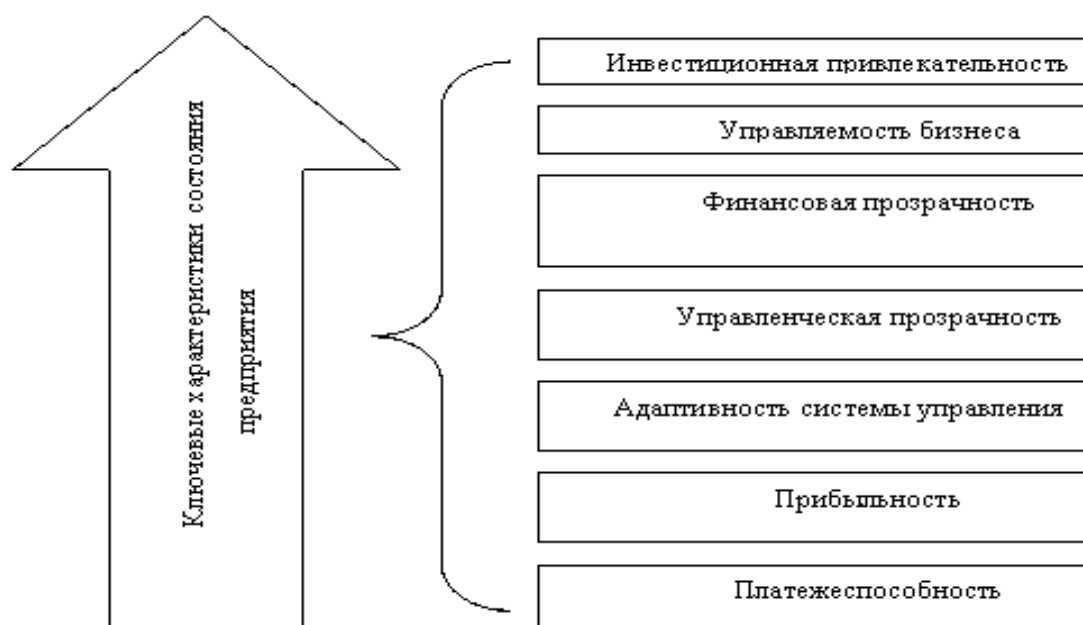 Ключевые характеристики состояния
предприятия
Инвестиционная привлекательность
Управляемость бизнеса
Финансовая прозрачность
Управленческая прозрачность
Адаптивность системы управления
Прибыльность
Платежеспособность